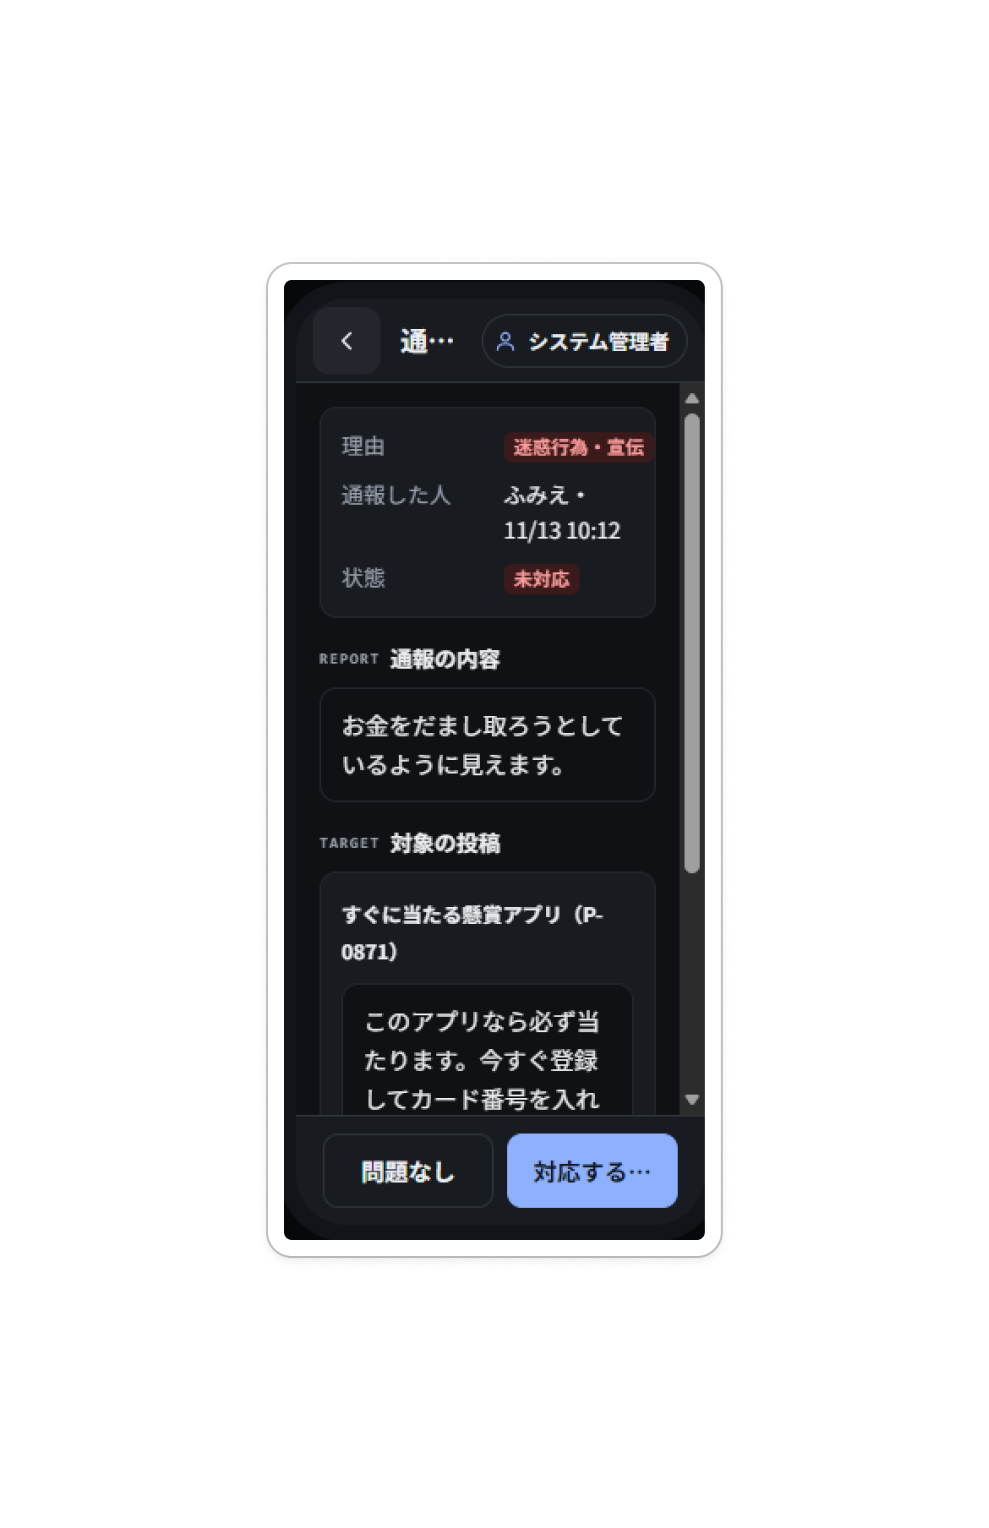 通…
システム管理者
理由
迷惑行為・宣伝
通報した人
ふみえ・
11/13 10:12
状態
未対応
REPORT 通報の内容
お金をだまし取ろうとして
いるように見えます。
TARGET 対象の投稿
すぐに当たる懸賞アプリ（P-
0871）
このアプリなら必ず当
たります。今すぐ登録
してカード番号を入れ
問題なし
対応する…